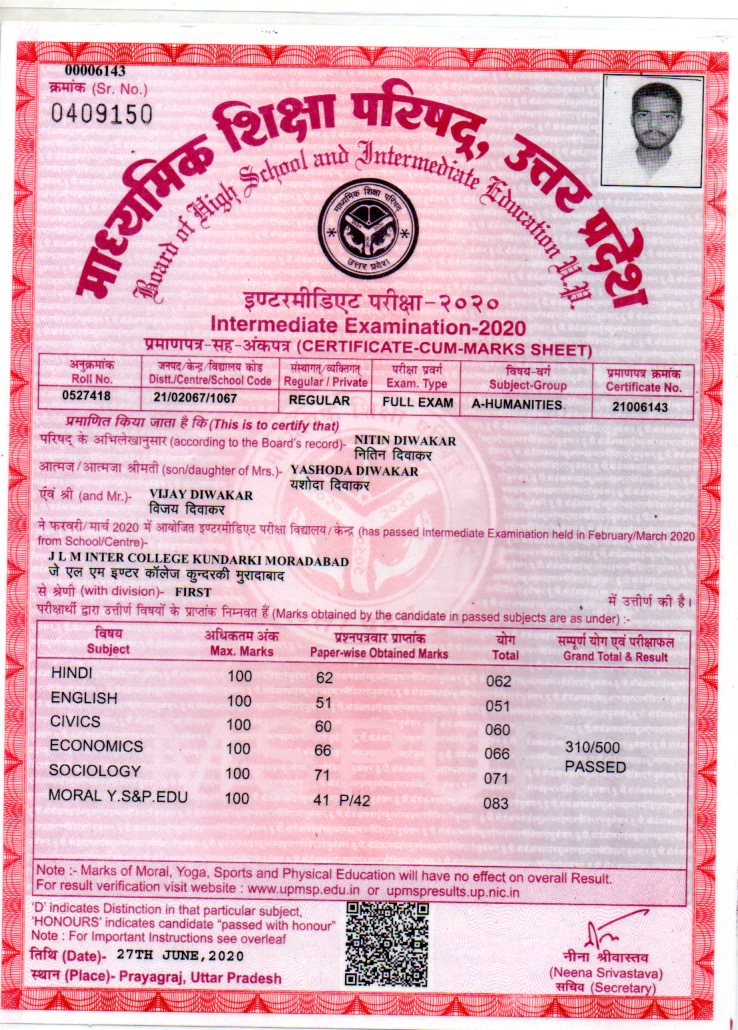 00006143
क्रमांक (Sr. No.)
0409150
माध्यमिक शिक्षा परिषद्, उत्तर प्रदेश
Board of High School and Intermediate Education U.P.
माध्यमिक शिक्षा परिषद
उत्तर प्रदेश
इण्टरमीडिएट परीक्षा-२०२०
Intermediate Examination-2020
प्रमाणपत्र-सह-अंकपत्र (CERTIFICATE-CUM-MARKS SHEET)
अनुक्रमांक जनपद/केन्द्र/विद्यालय कोड संस्थागत्/व्यक्तिगत् परीक्षा प्रवर्ग विषय-वर्ग प्रमाणपत्र क्रमांक
Roll No. Distt./Centre/School Code Regular / Private Exam. Type Subject-Group Certificate No.
0527418 21/02067/1067 REGULAR FULL EXAM A-HUMANITIES 21006143
प्रमाणित किया जाता है कि (This is to certify that)
परिषद् के अभिलेखानुसार (according to the Board's record)- NITIN DIWAKAR
नितिन दिवाकर
आत्मज/आत्मजा श्रीमती (son/daughter of Mrs.)- YASHODA DIWAKAR
यशोदा दिवाकर
एंव श्री (and Mr.)- VIJAY DIWAKAR
विजय दिवाकर
ने फरवरी/मार्च 2020 में आयोजित इण्टरमीडिएट परीक्षा विद्यालय/केन्द्र (has passed Intermediate Examination held in February/March 2020
from School/Centre)-
J L M INTER COLLEGE KUNDARKI MORADABAD
जे एल एम इण्टर कॉलेज कुन्दरकी मुरादाबाद
से श्रेणी (with division)- FIRST में उत्तीर्ण की है।
परीक्षार्थी द्वारा उत्तीर्ण विषयों के प्राप्तांक निम्नवत हैं (Marks obtained by the candidate in passed subjects are as under) :-
विषय अधिकतम अंक प्रश्नपत्रवार प्राप्तांक योग सम्पूर्ण योग एवं परीक्षाफल
Subject Max. Marks Paper-wise Obtained Marks Total Grand Total & Result
HINDI 100 62 062
ENGLISH 100 51 051
CIVICS 100 60 060
ECONOMICS 100 66 066 310/500
SOCIOLOGY 100 71 071 PASSED
MORAL Y.S&P.EDU 100 41 P/42 083
Note :- Marks of Moral, Yoga, Sports and Physical Education will have no effect on overall Result.
For result verification visit website : www.upmsp.edu.in or upmspresults.up.nic.in
'D' indicates Distinction in that particular subject,
'HONOURS' indicates candidate "passed with honour"
Note : For Important Instructions see overleaf
तिथि (Date)- 27TH JUNE,2020
स्थान (Place)- Prayagraj, Uttar Pradesh
नीना श्रीवास्तव
(Neena Srivastava)
सचिव (Secretary)